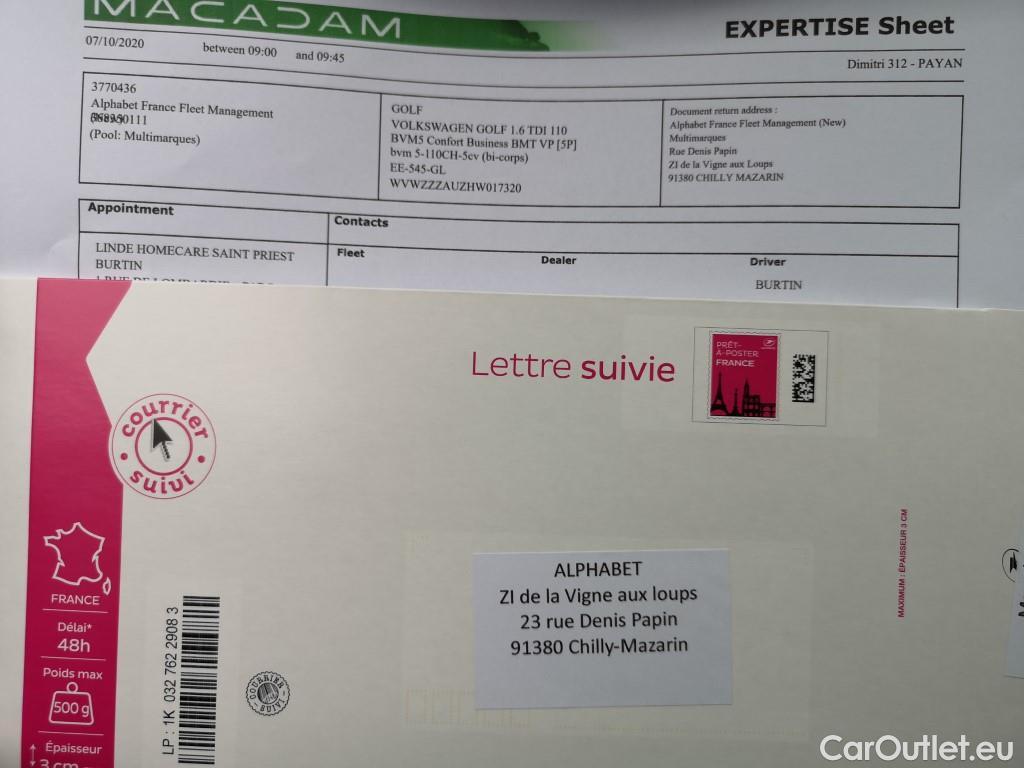 MACADAM
EXPERTISE Sheet
07/10/2020
between 09:00 and 09:45
Dimitri 312 - PAYAN
3770436
Alphabet France Fleet Management
(Pool: Multimarques)
GOLF
VOLKSWAGEN GOLF 1.6 TDI 110
BVM5 Confort Business BMT VP [5P]
bvm 5-110CH-5cv (bi-corps)
EE-545-GL
WVWZZZAUZHW017320
Document return address :
Alphabet France Fleet Management (New)
Multimarques
Rue Denis Papin
ZI de la Vigne aux Loups
91380 CHILLY MAZARIN
Appointment
Contacts
LINDE HOMECARE SAINT PRIEST
BURTIN
Fleet
Dealer
Driver
BURTIN
Lettre suivie
PRÊT-
À-POSTER
FRANCE
courrier
suivi
FRANCE
Délai*
48h
Poids max
500 g
Épaisseur
3 cm
LP : 1K 032 762 2908 3
COURRIER
SUIVI
ALPHABET
ZI de la Vigne aux loups
23 rue Denis Papin
91380 Chilly-Mazarin
MAXIMUM : ÉPAISSEUR 3 CM
CarOutlet.eu